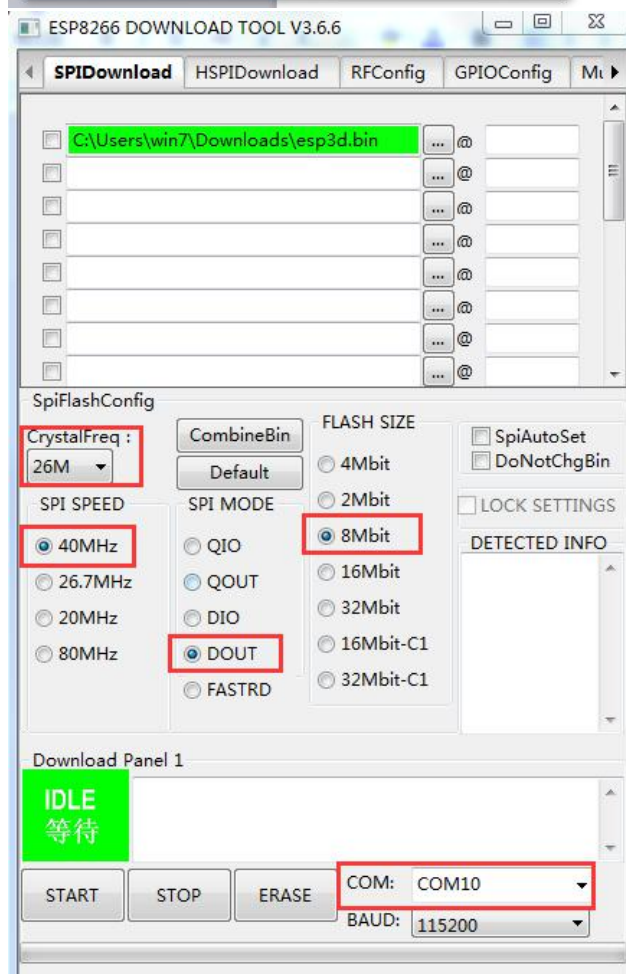 ESP8266 DOWNLOAD TOOL V3.6.6
SPIDownload HSPIDownload RFConfig GPIOConfig Mu
C:\Users\win7\Downloads\esp3d.bin ... @
... @
... @
... @
... @
... @
... @
... @
SpiFlashConfig
CrystalFreq :
26M
CombineBin
Default
SPI SPEED
40MHz
26.7MHz
20MHz
80MHz
SPI MODE
QIO
QOUT
DIO
DOUT
FASTRD
FLASH SIZE
4Mbit
2Mbit
8Mbit
16Mbit
32Mbit
16Mbit-C1
32Mbit-C1
SpiAutoSet
DoNotChgBin
LOCK SETTINGS
DETECTED INFO
Download Panel 1
IDLE
等待
START STOP ERASE
COM: COM10
BAUD: 115200